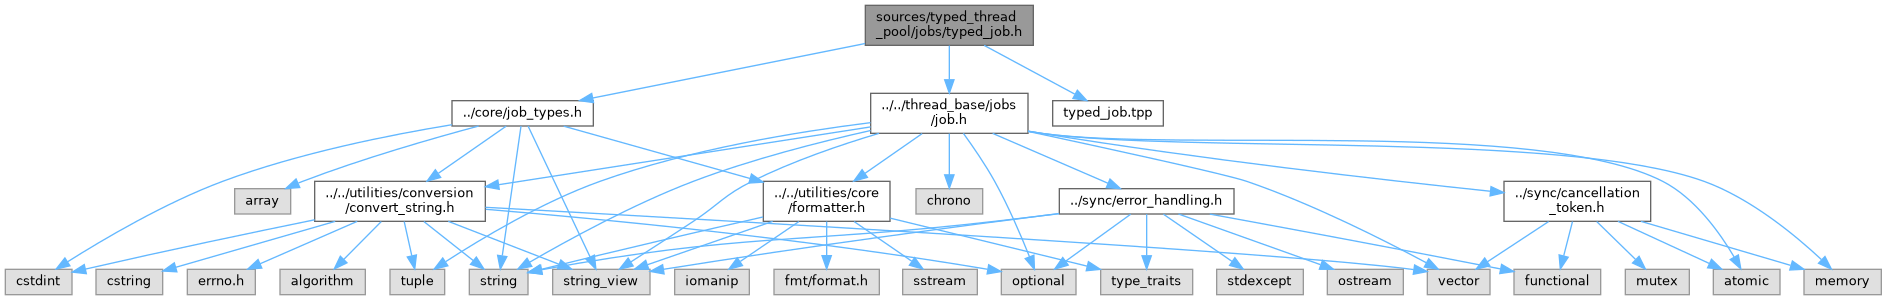 sources/typed_thread
_pool/jobs/typed_job.h
../core/job_types.h
../../thread_base/jobs
/job.h
typed_job.tpp
array
../../utilities/conversion
/convert_string.h
../../utilities/core
/formatter.h
chrono
../sync/error_handling.h
../sync/cancellation
_token.h
cstdint
cstring
errno.h
algorithm
tuple
string
string_view
iomanip
fmt/format.h
sstream
optional
type_traits
stdexcept
ostream
vector
functional
mutex
atomic
memory